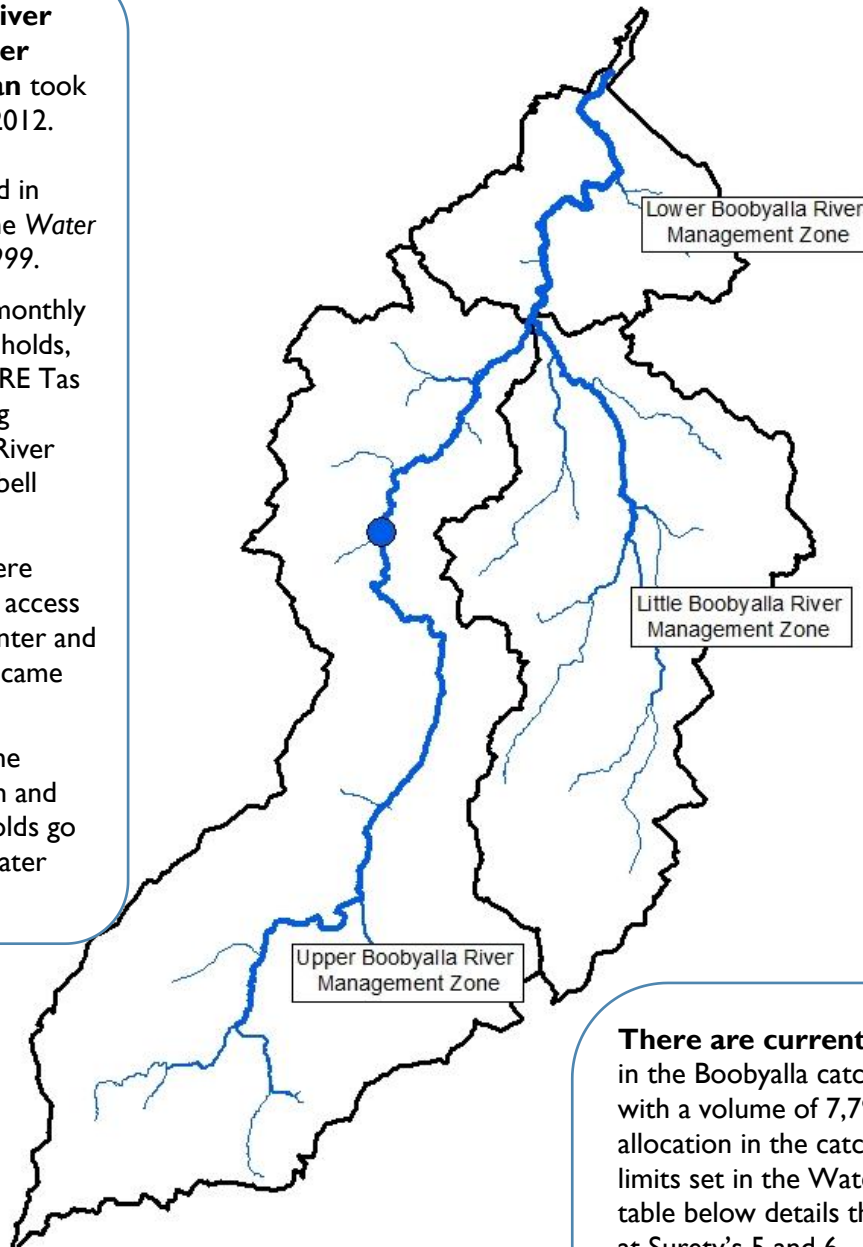 iver
er
an took
2012.
d in
ne Water
999.
monthly
holds,
RE Tas
g
River
bell
ere
access
nter and
came
ne
n and
olds go
ater
Lower Boobyalla River
Management Zone
Little Boobyalla River
Management Zone
Upper Boobyalla River
Management Zone
There are current
in the Boobyalla catc
with a volume of 7,7
allocation in the catc
limits set in the Wate
table below details th
at Surety's 5 and 6